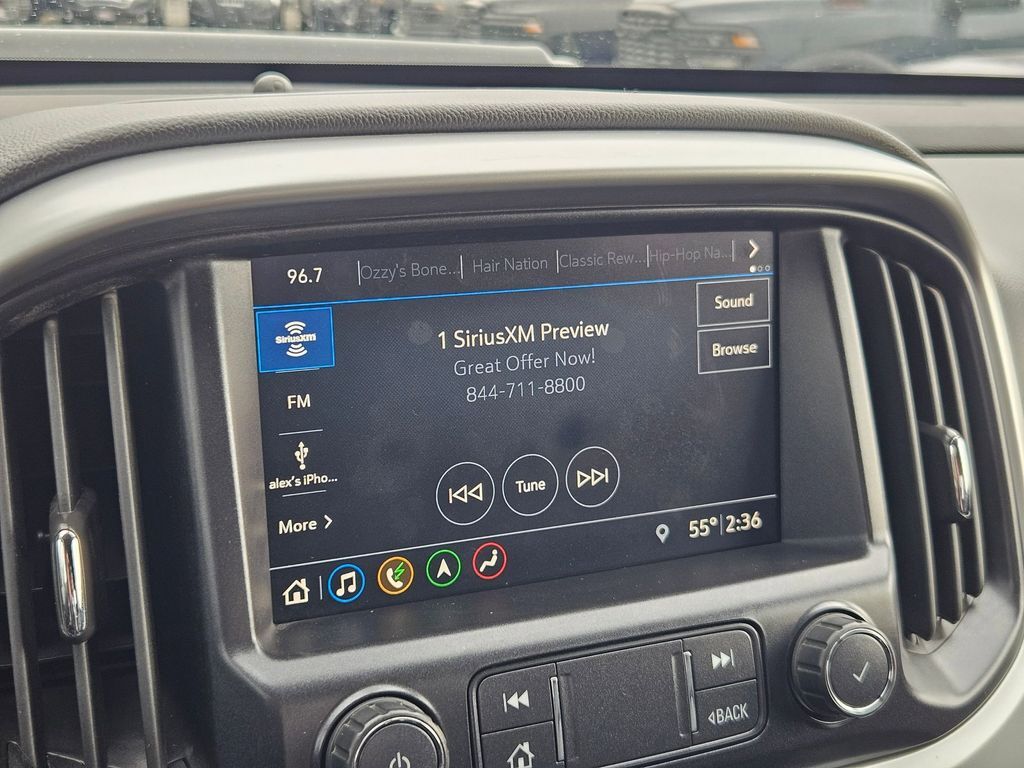 96.7 Ozzy's Bone... Hair Nation Classic Rew... Hip-Hop Na...
SiriusXM
1 SiriusXM Preview
Great Offer Now!
844-711-8800
Sound
Browse
FM
alex's iPho...
More
Tune
55° 2:36
BACK